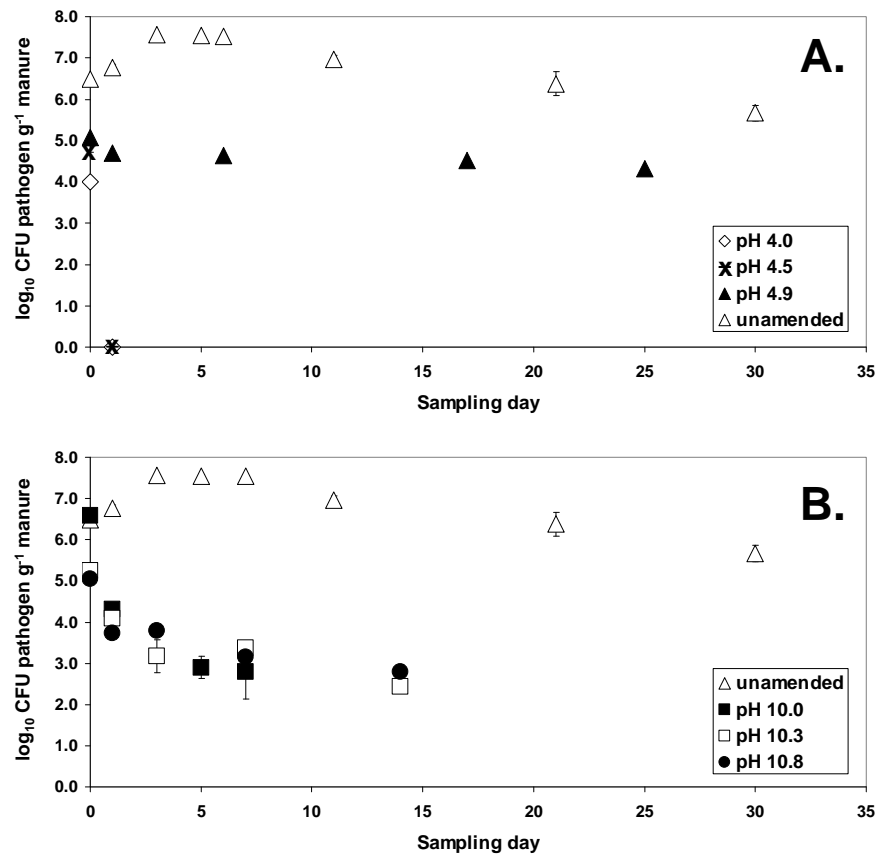 8.0
7.0
6.0
5.0
4.0
3.0
2.0
1.0
0.0
log₁₀ CFU pathogen g⁻¹ manure
A.
pH 4.0
pH 4.5
pH 4.9
unamended
0 5 10 15 20 25 30 35
Sampling day
8.0
7.0
6.0
5.0
4.0
3.0
2.0
1.0
0.0
log₁₀ CFU pathogen g⁻¹ manure
B.
unamended
pH 10.0
pH 10.3
pH 10.8
0 5 10 15 20 25 30 35
Sampling day